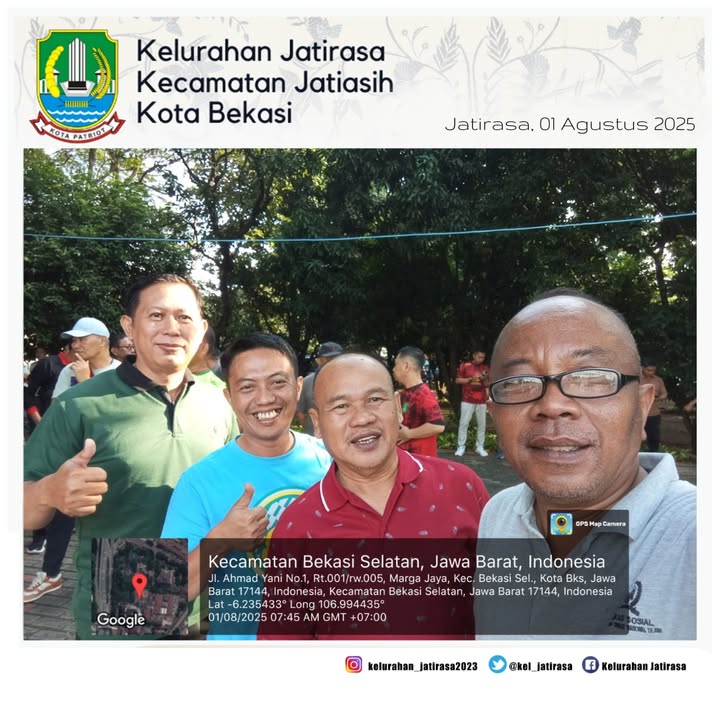 Kelurahan Jatirasa
Kecamatan Jatiasih
Kota Bekasi
KOTA PATRIOT
Jatirasa, 01 Agustus 2025
GPS Map Camera
Kecamatan Bekasi Selatan, Jawa Barat, Indonesia
Jl. Ahmad Yani No.1, Rt.001/rw.005, Marga Jaya, Kec. Bekasi Sel., Kota Bks, Jawa
Barat 17144, Indonesia, Kecamatan Bekasi Selatan, Jawa Barat 17144, Indonesia
Lat -6.235433° Long 106.994435°
01/08/2025 07:45 AM GMT +07:00
Google
SOSIAL
kelurahan_jatirasa2023
@kel_jatirasa
Kelurahan Jatirasa